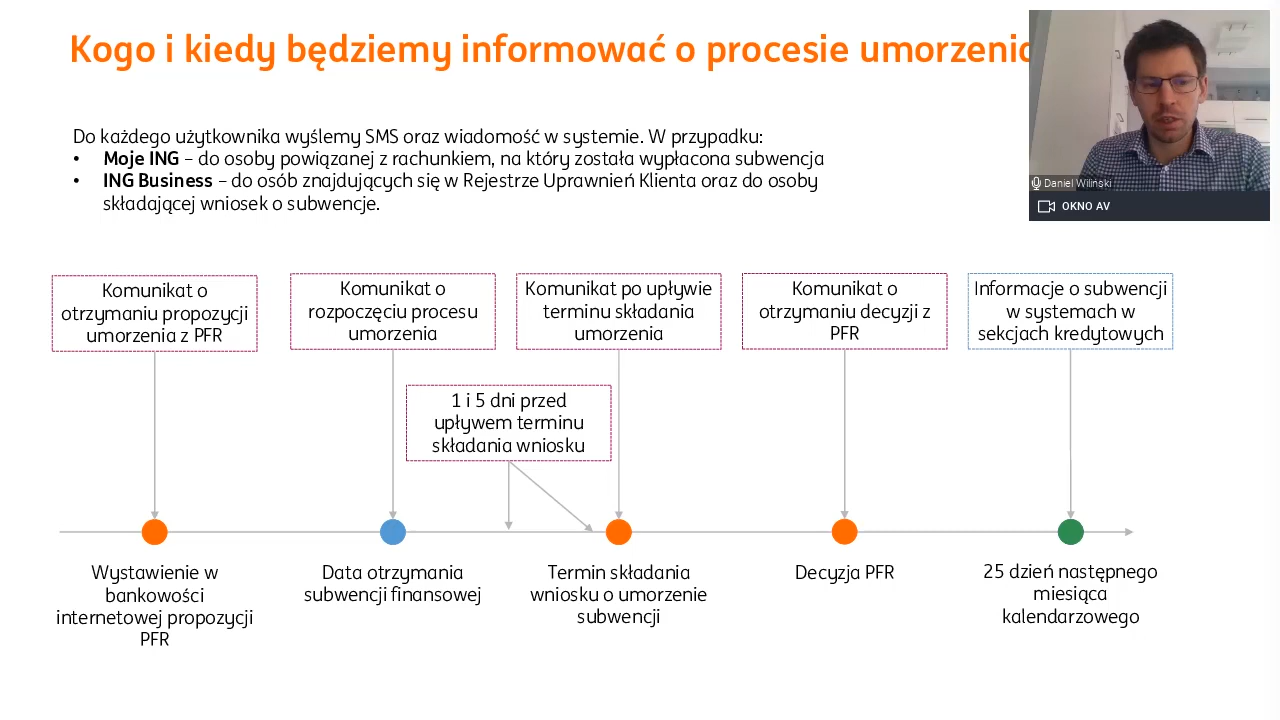 Kogo i kiedy będziemy informować o procesie umorzenia
Do każdego użytkownika wyślemy SMS oraz wiadomość w systemie. W przypadku:
• Moje ING – do osoby powiązanej z rachunkiem, na który została wypłacona subwencja
• ING Business – do osób znajdujących się w Rejestrze Uprawnień Klienta oraz do osoby
składającej wniosek o subwencje.
Daniel Wiliński
OKNO AV
Komunikat o
otrzymaniu propozycji
umorzenia z PFR
Komunikat o
rozpoczęciu procesu
umorzenia
Komunikat po upływie
terminu składania
umorzenia
Komunikat o
otrzymaniu decyzji z
PFR
Informacje o subwencji
w systemach w
sekcjach kredytowych
1 i 5 dni przed
upływem terminu
składania wniosku
Wystawienie w
bankowości
internetowej propozycji
PFR
Data otrzymania
subwencji finansowej
Termin składania
wniosku o umorzenie
subwencji
Decyzja PFR
25 dzień następnego
miesiąca
kalendarzowego